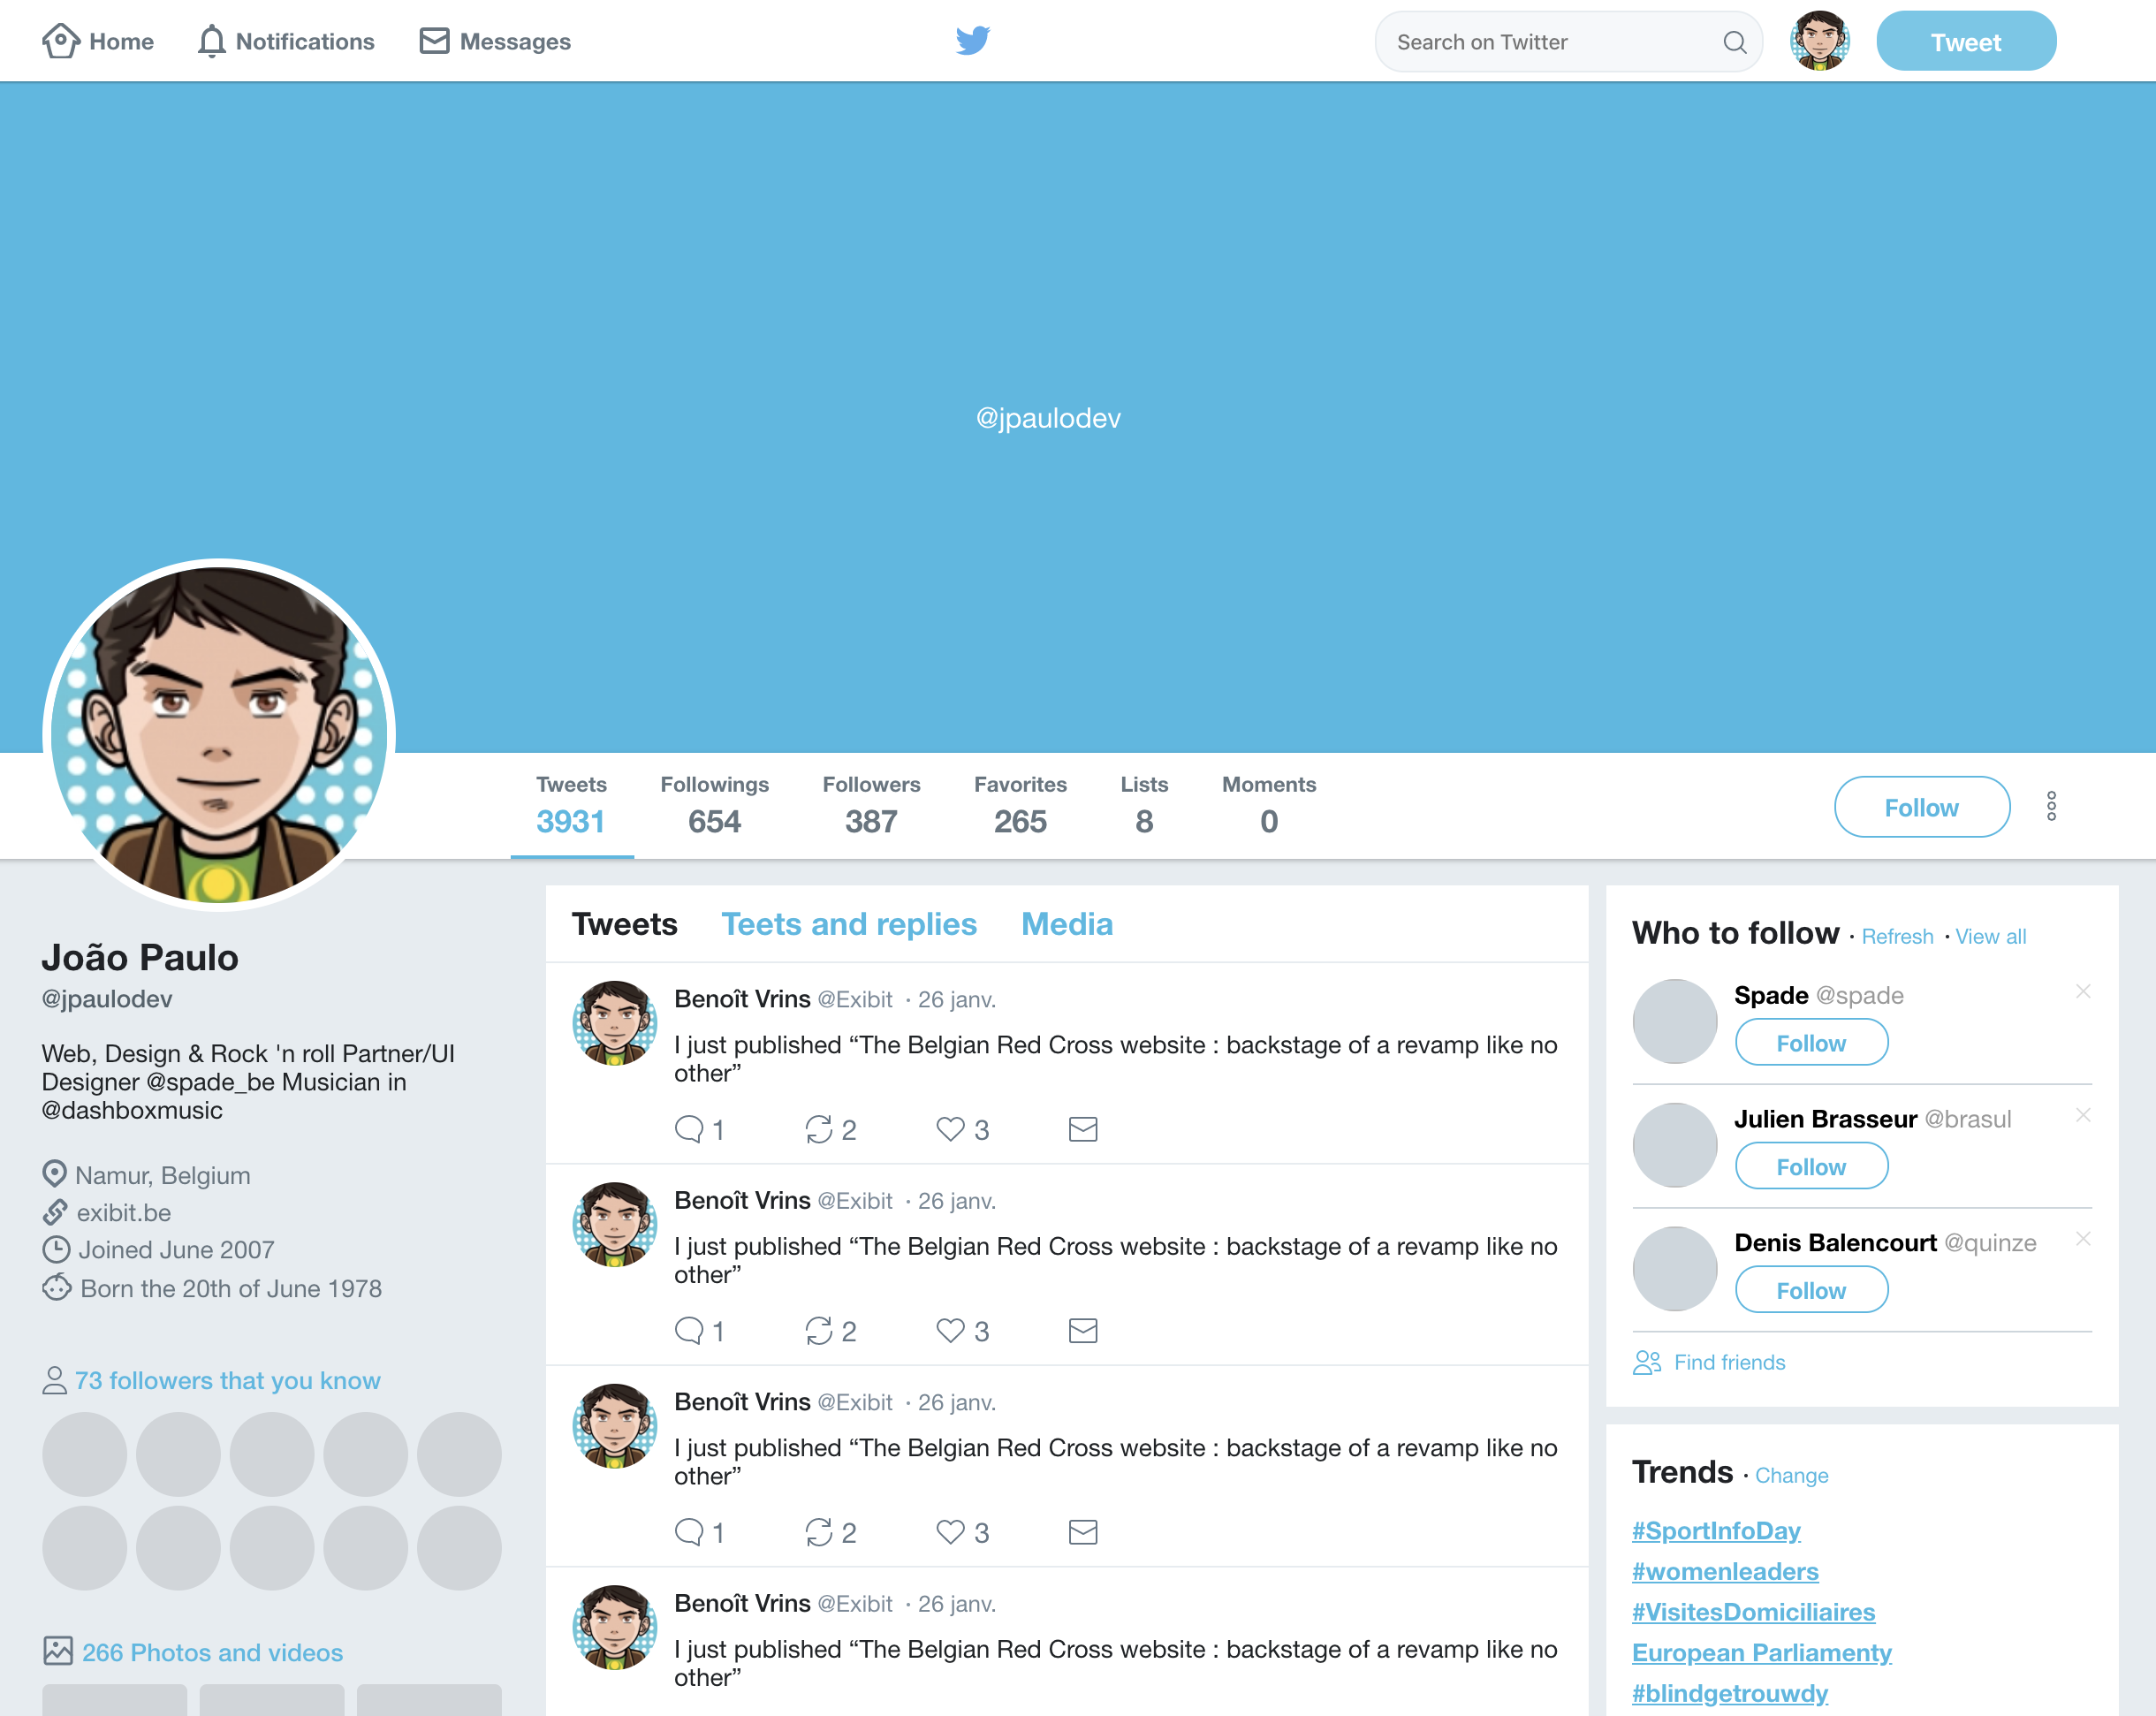 Home
Notifications
Messages
Search on Twitter
Tweet
@jpaulodev
Tweets
3931
Followings
654
Followers
387
Favorites
265
Lists
8
Moments
0
Follow
João Paulo
@jpaulodev
Web, Design & Rock 'n roll Partner/UI
Designer @spade_be Musician in
@dashboxmusic
Namur, Belgium
exibit.be
Joined June 2007
Born the 20th of June 1978
73 followers that you know
266 Photos and videos
Tweets
Teets and replies
Media
Benoît Vrins @Exibit · 26 janv.
I just published “The Belgian Red Cross website : backstage of a revamp like no
other”
1
2
3
Benoît Vrins @Exibit · 26 janv.
I just published “The Belgian Red Cross website : backstage of a revamp like no
other”
1
2
3
Benoît Vrins @Exibit · 26 janv.
I just published “The Belgian Red Cross website : backstage of a revamp like no
other”
1
2
3
Benoît Vrins @Exibit · 26 janv.
I just published “The Belgian Red Cross website : backstage of a revamp like no
other”
Who to follow · Refresh · View all
Spade @spade
Follow
Julien Brasseur @brasul
Follow
Denis Balencourt @quinze
Follow
Find friends
Trends · Change
#SportInfoDay
#womenleaders
#VisitesDomiciliaires
European Parliamenty
#blindgetrouwdy